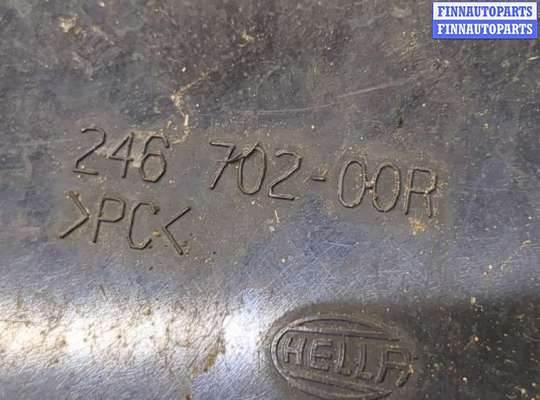 FINNAUTOPARTS
FINNAUTOPARTS
246 702-00R
>PC<
HELLA